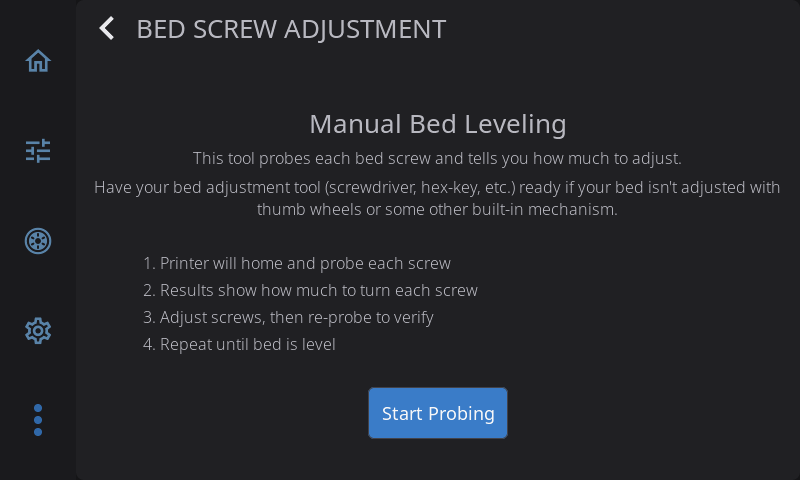 BED SCREW ADJUSTMENT
Manual Bed Leveling
This tool probes each bed screw and tells you how much to adjust.
Have your bed adjustment tool (screwdriver, hex-key, etc.) ready if your bed isn't adjusted with
thumb wheels or some other built-in mechanism.
1. Printer will home and probe each screw
2. Results show how much to turn each screw
3. Adjust screws, then re-probe to verify
4. Repeat until bed is level
Start Probing